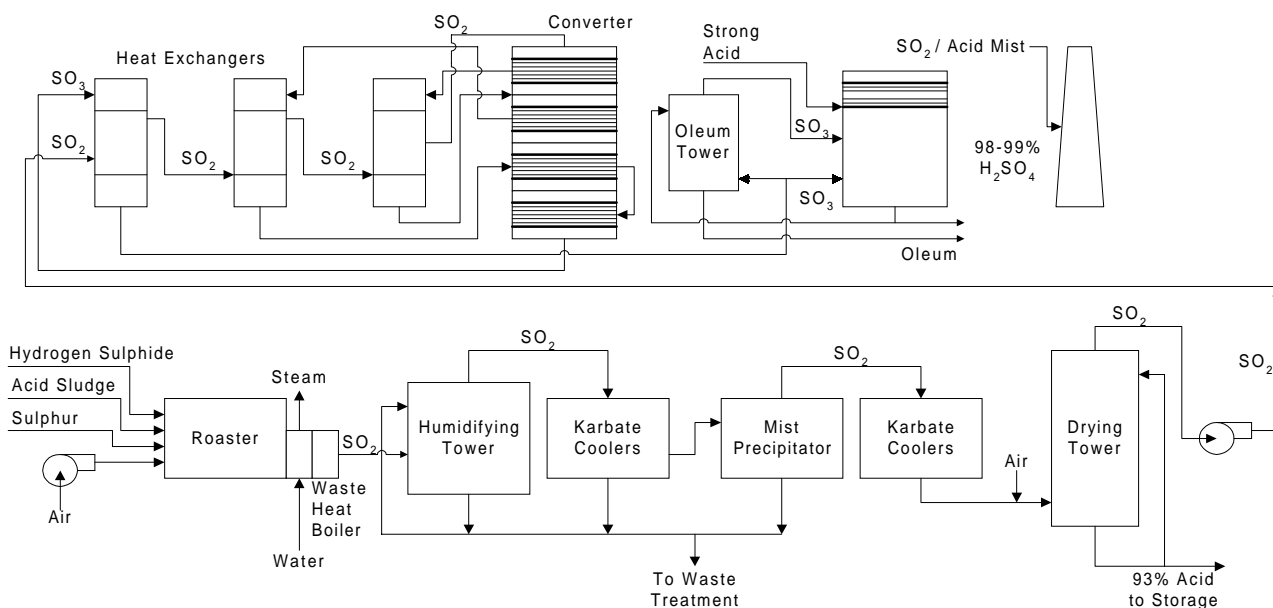 SO2
Converter
Strong
Acid
SO2 / Acid Mist
Heat Exchangers
SO3
SO2
SO2
SO2
Oleum
Tower
SO3
SO3
98-99%
H2SO4
Oleum
SO2
SO2
SO2
SO2
Hydrogen Sulphide
Acid Sludge
Sulphur
Steam
Roaster
SO2
Humidifying
Tower
Karbate
Coolers
Mist
Precipitator
Karbate
Coolers
Drying
Tower
Air
Waste
Heat
Boiler
Air
Water
To Waste
Treatment
93% Acid
to Storage